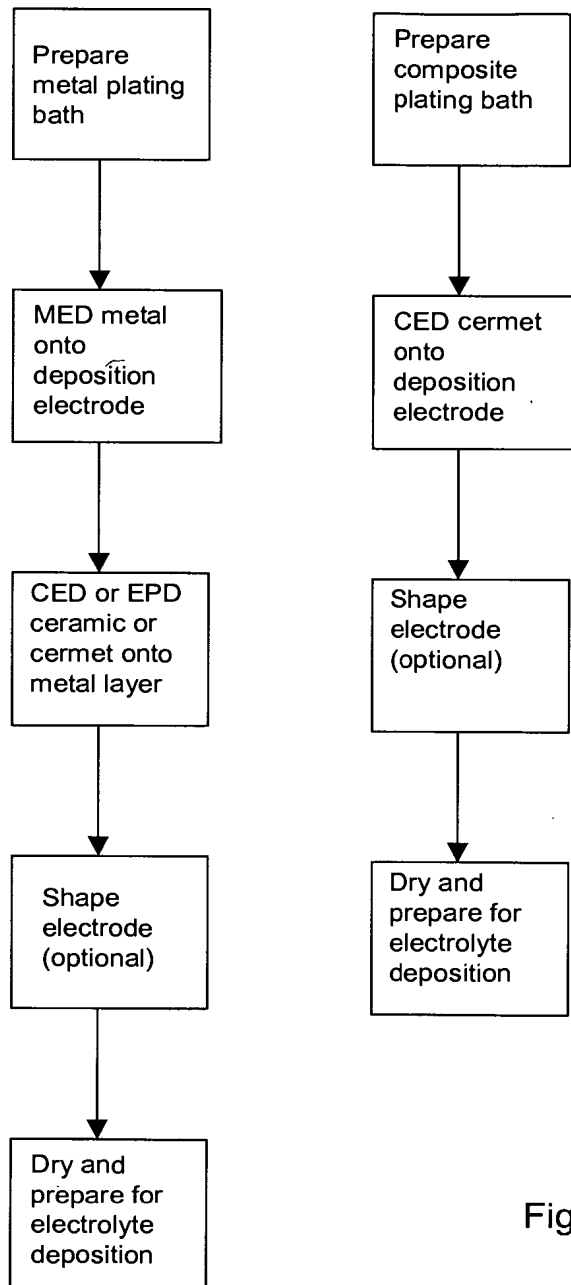 Prepare
metal plating
bath
MED metal
onto
deposition
electrode
CED or EPD
ceramic or
cermet onto
metal layer
Shape
electrode
(optional)
Dry and
prepare for
electrolyte
deposition
Prepare
composite
plating bath
CED cermet
onto
deposition
electrode
Shape
electrode
(optional)
Dry and
prepare for
electrolyte
deposition
Fig